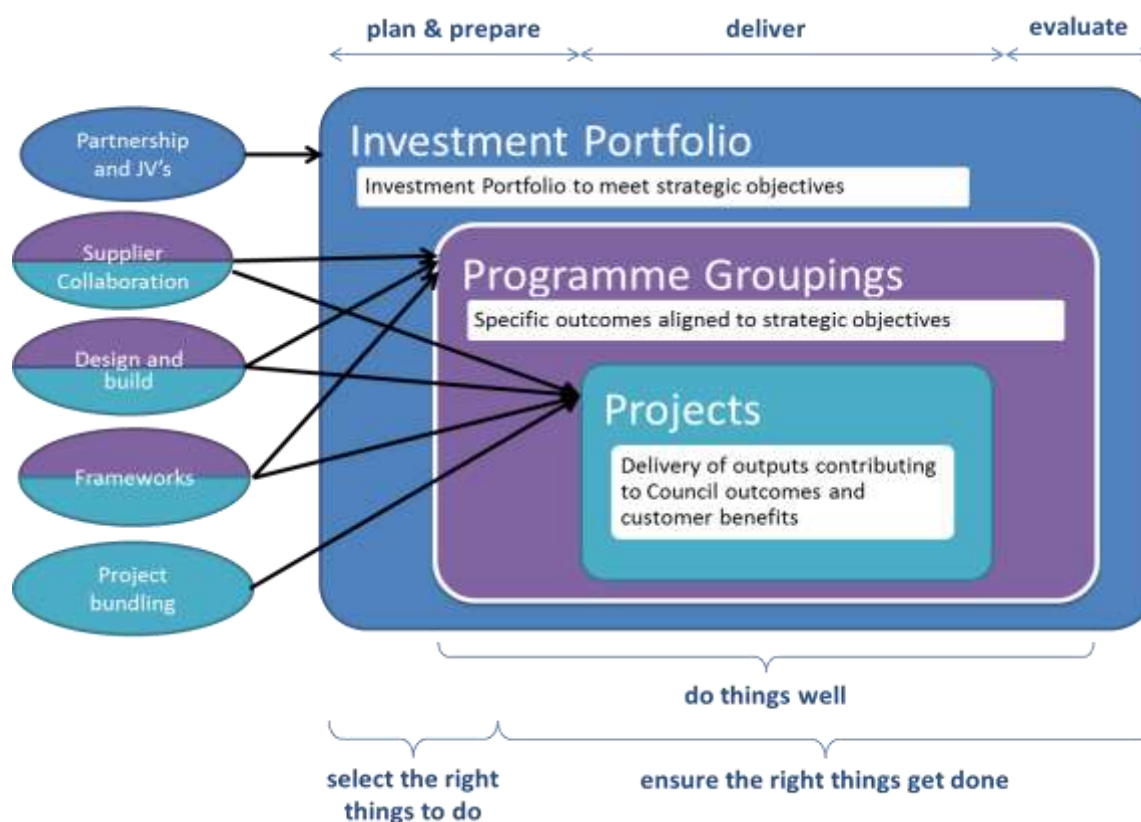 plan & prepare
deliver
evaluate
Partnership
and JV's
Investment Portfolio
Investment Portfolio to meet strategic objectives
Supplier
Collaboration
Programme Groupings
Specific outcomes aligned to strategic objectives
Design and
build
Projects
Delivery of outputs contributing
to Council outcomes and
customer benefits
Frameworks
Project
bundling
do things well
select the right
things to do
ensure the right things get done